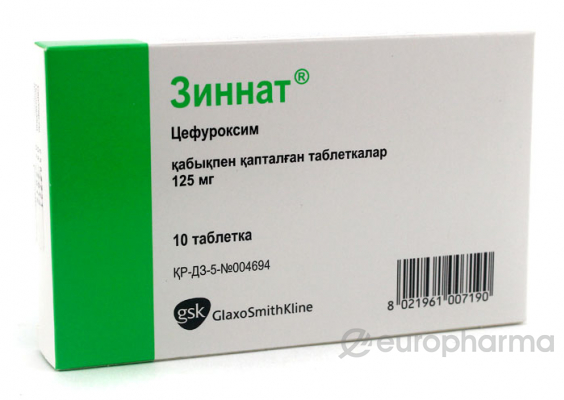 Зиннат®
Цефуроксим
қабықпен қапталған таблеткалар
125 мг
10 таблетка
ҚР-ДЗ-5-№004694
gsk GlaxoSmithKline
8 021961 007190
europharma